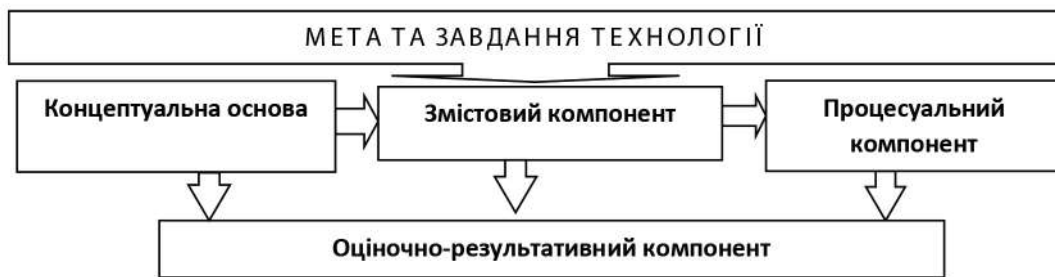 МЕТА ТА ЗАВДАННЯ ТЕХНОЛОГІЇ
Концептуальна основа
Змістовий компонент
Процесуальний
компонент
Оціночно-результативний компонент